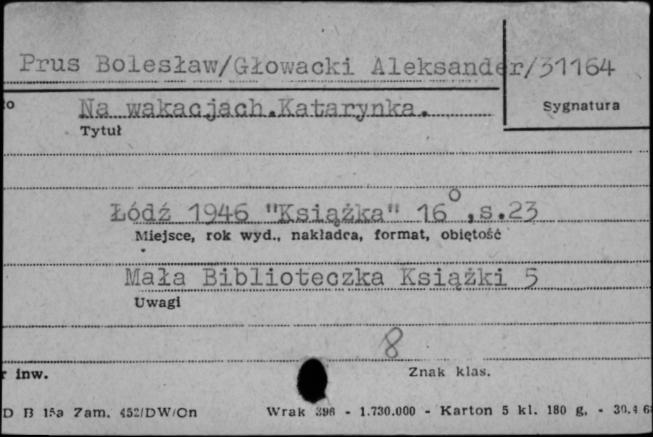 Prus Bolesław/Głowacki Aleksander/31164
Na wakacjach.Katarynka.
Sygnatura
Tytuł
Łódź 1946 "Książka" 16°,s.23
Miejsce, rok wyd., nakładca, format, objętość
Mała Biblioteczka Książki 5
Uwagi
8
r inw.
Znak klas.
D B 15a Zam. 452/DW/On Wrak 396 - 1.730.000 - Karton 5 kl. 180 g, - 30.4